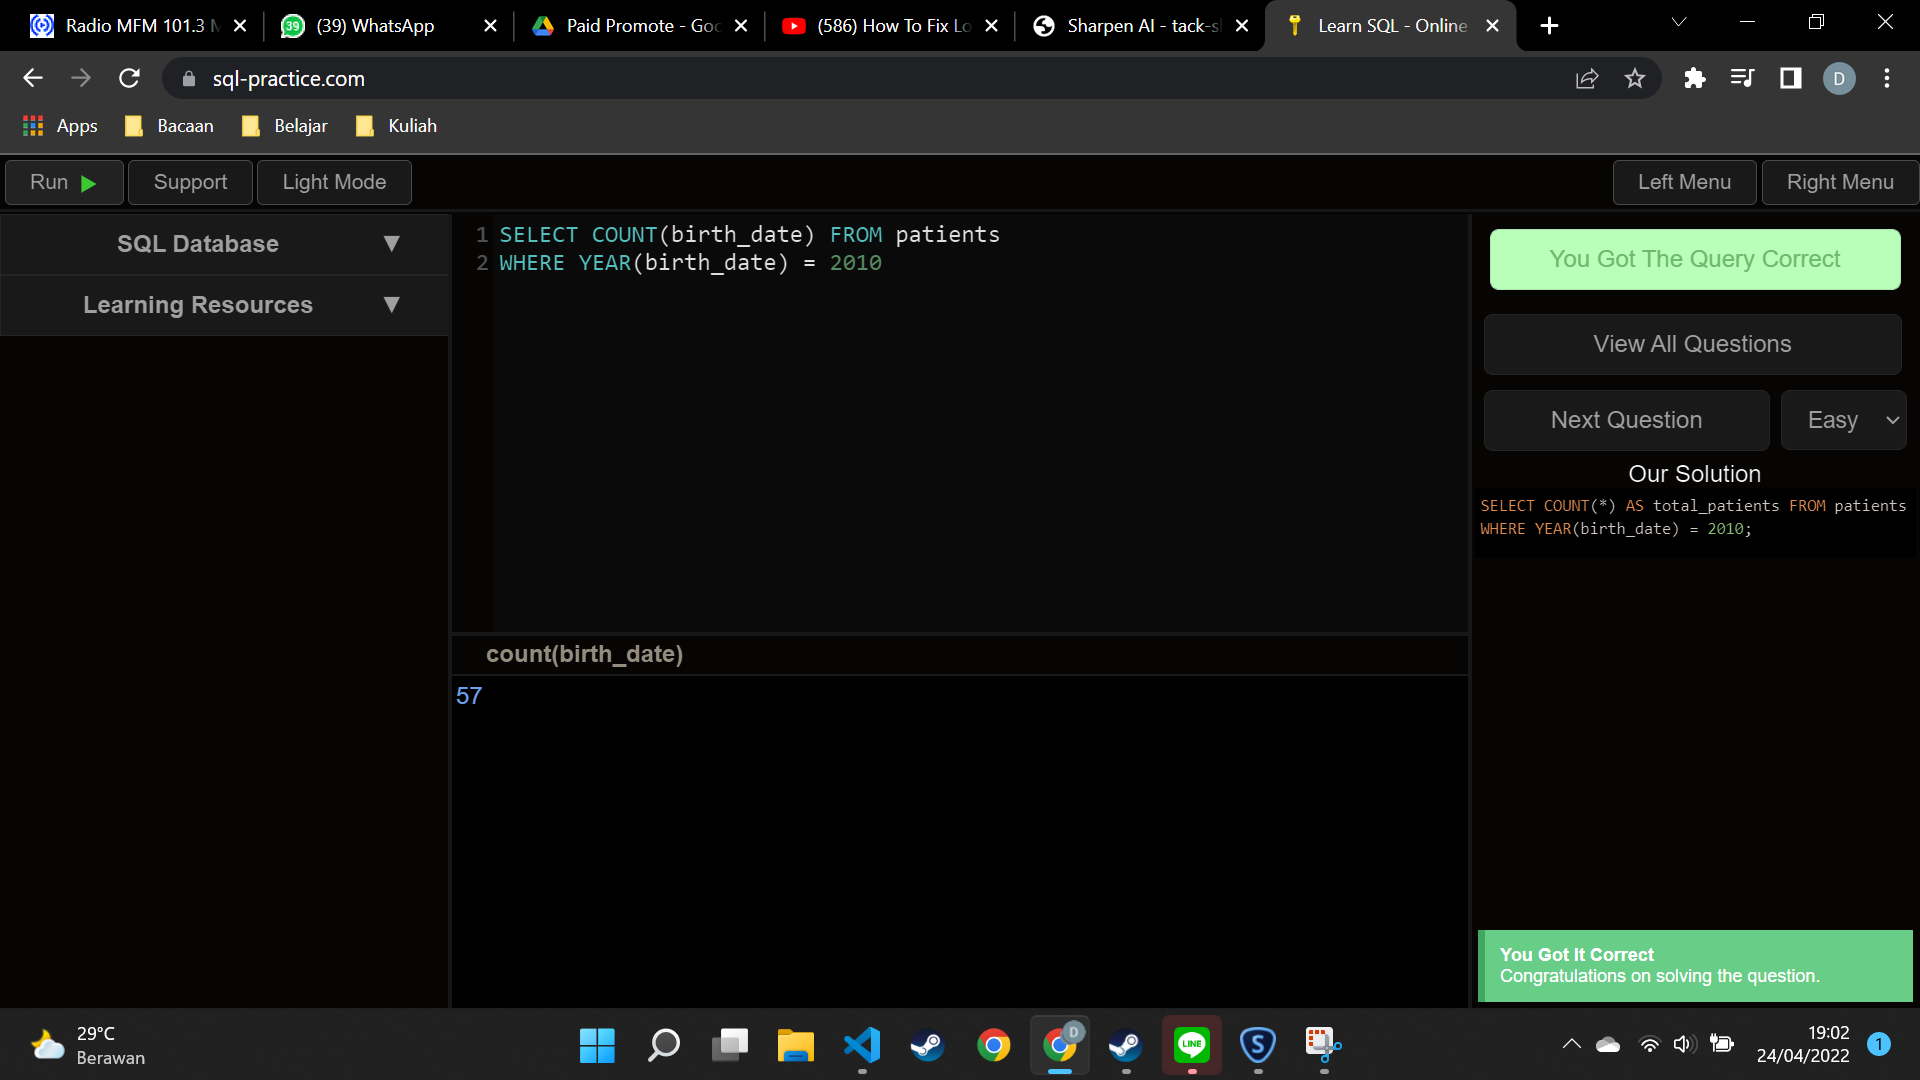 Radio MFM 101.3 M
(39) WhatsApp
Paid Promote - Goo
(586) How To Fix Lo
Sharpen AI - tack-sh
Learn SQL - Online
sql-practice.com
D
Apps
Bacaan
Belajar
Kuliah
Run
Support
Light Mode
Left Menu
Right Menu
SQL Database ▼
Learning Resources ▼
1 SELECT COUNT(birth_date) FROM patients
2 WHERE YEAR(birth_date) = 2010
count(birth_date)
57
You Got The Query Correct
View All Questions
Next Question
Easy
Our Solution
SELECT COUNT(*) AS total_patients FROM patients
WHERE YEAR(birth_date) = 2010;
You Got It Correct
Congratulations on solving the question.
29°C
Berawan
D
LINE
S
19:02
24/04/2022
1